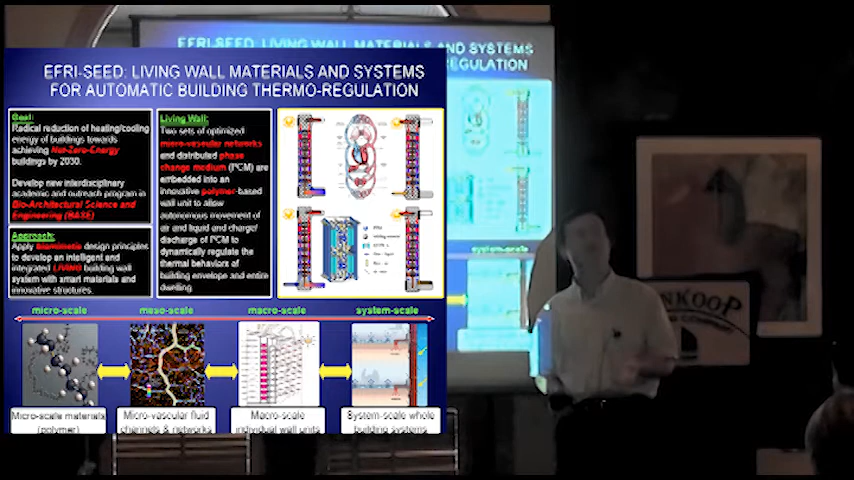 EFRI-SEED: LIVING WALL MATERIALS AND SYSTEMS
FOR AUTOMATIC BUILDING THERMO-REGULATION
Goal:
Radical reduction of heating/cooling
energy of buildings towards
achieving Net-Zero-Energy
buildings by 2030.
Develop new interdisciplinary
academic and outreach program in
Bio-Architectural Science and
Engineering (BASE)
Approach:
Apply biomimetic design principles
to develop an intelligent and
integrated LIVING building wall
system with smart materials and
innovative structures.
Living Wall:
Two sets of optimized
micro-vascular networks
and distributed phase
change medium (PCM) are
embedded into an
innovative polymer-based
wall unit to allow
autonomous movement of
air and liquid and charge/
discharge of PCM to
dynamically regulate the
thermal behaviors of
building envelope and entire
dwelling.
micro-scale
meso-scale
macro-scale
system-scale
Micro-scale materials
(polymer)
Micro-vascular fluid
channels & networks
Macro-scale
individual wall units
System-scale whole
building systems
EFRI-SEED: LIVING WALL MATERIALS AND SYSTEMS
REGULATION
system-scale
NKOOP
COMPANY